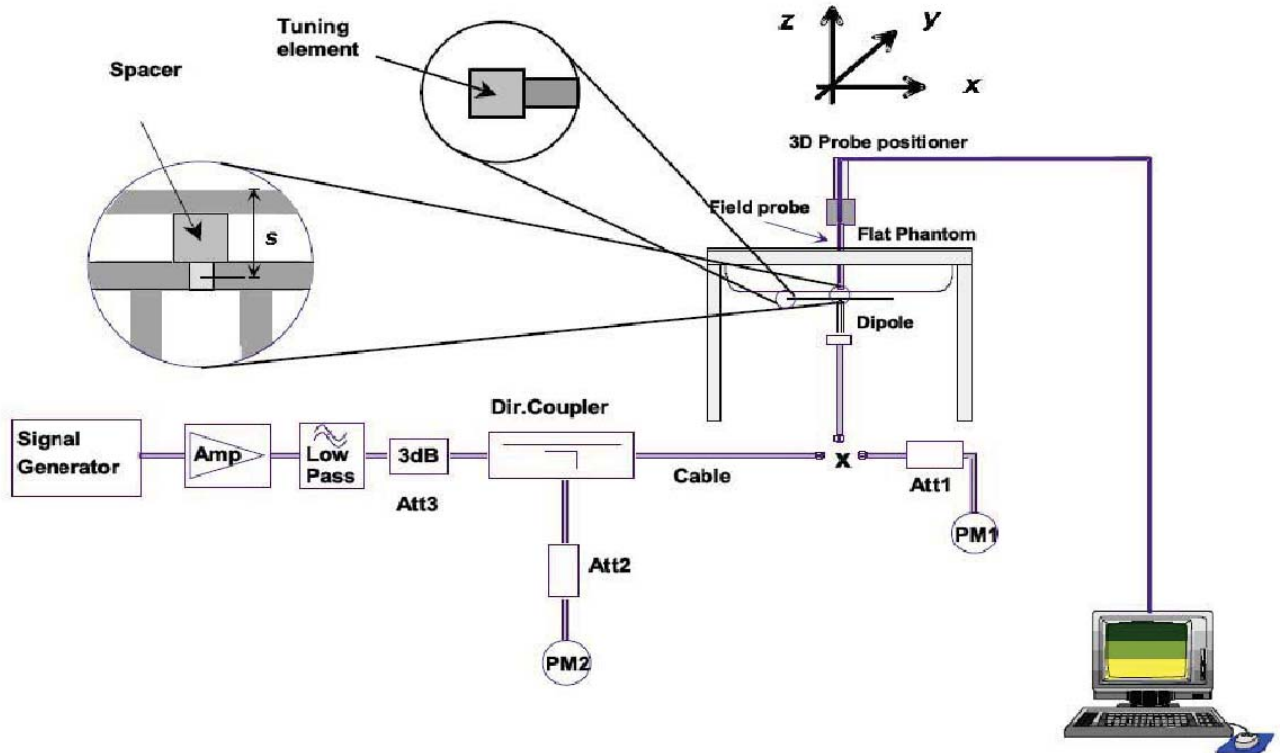 Tuning
element
Spacer
s
z
y
x
3D Probe positioner
Field probe
Flat Phantom
Dipole
Dir.Coupler
Signal
Generator
Amp
Low
Pass
3dB
Att3
Cable
x
Att1
PM1
Att2
PM2